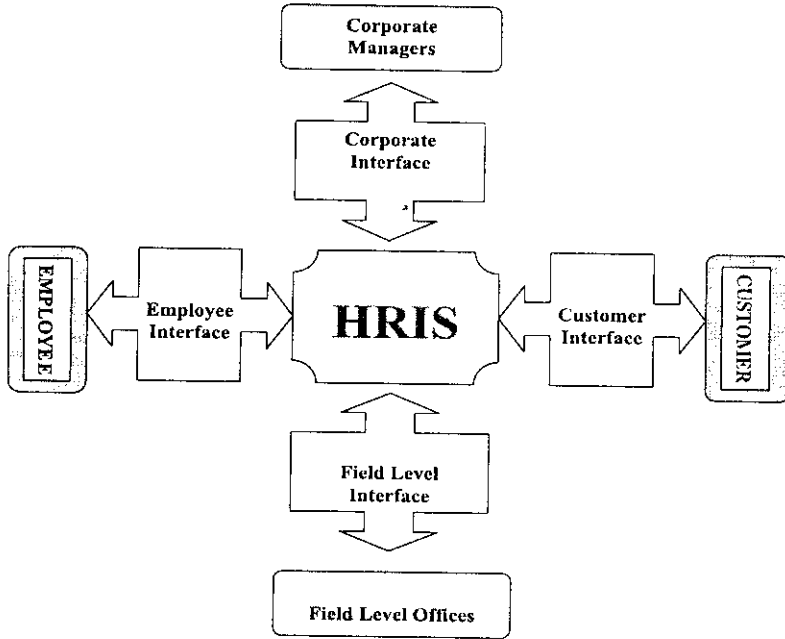 Corporate
Managers
Corporate
Interface
EMPLOYEE
Employee
Interface
HRIS
Customer
Interface
CUSTOMER
Field Level
Interface
Field Level Offices